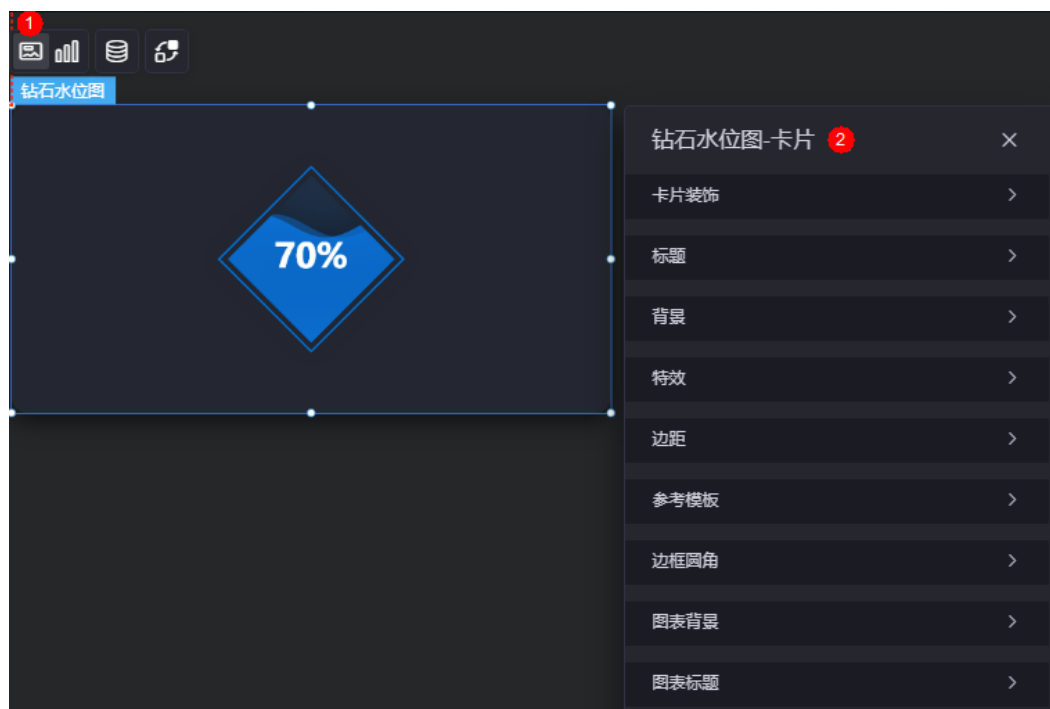 1
钻石水位图
钻石水位图-卡片 2
卡片装饰
标题
70%
背景
特效
边距
参考模板
边框圆角
图表背景
图表标题